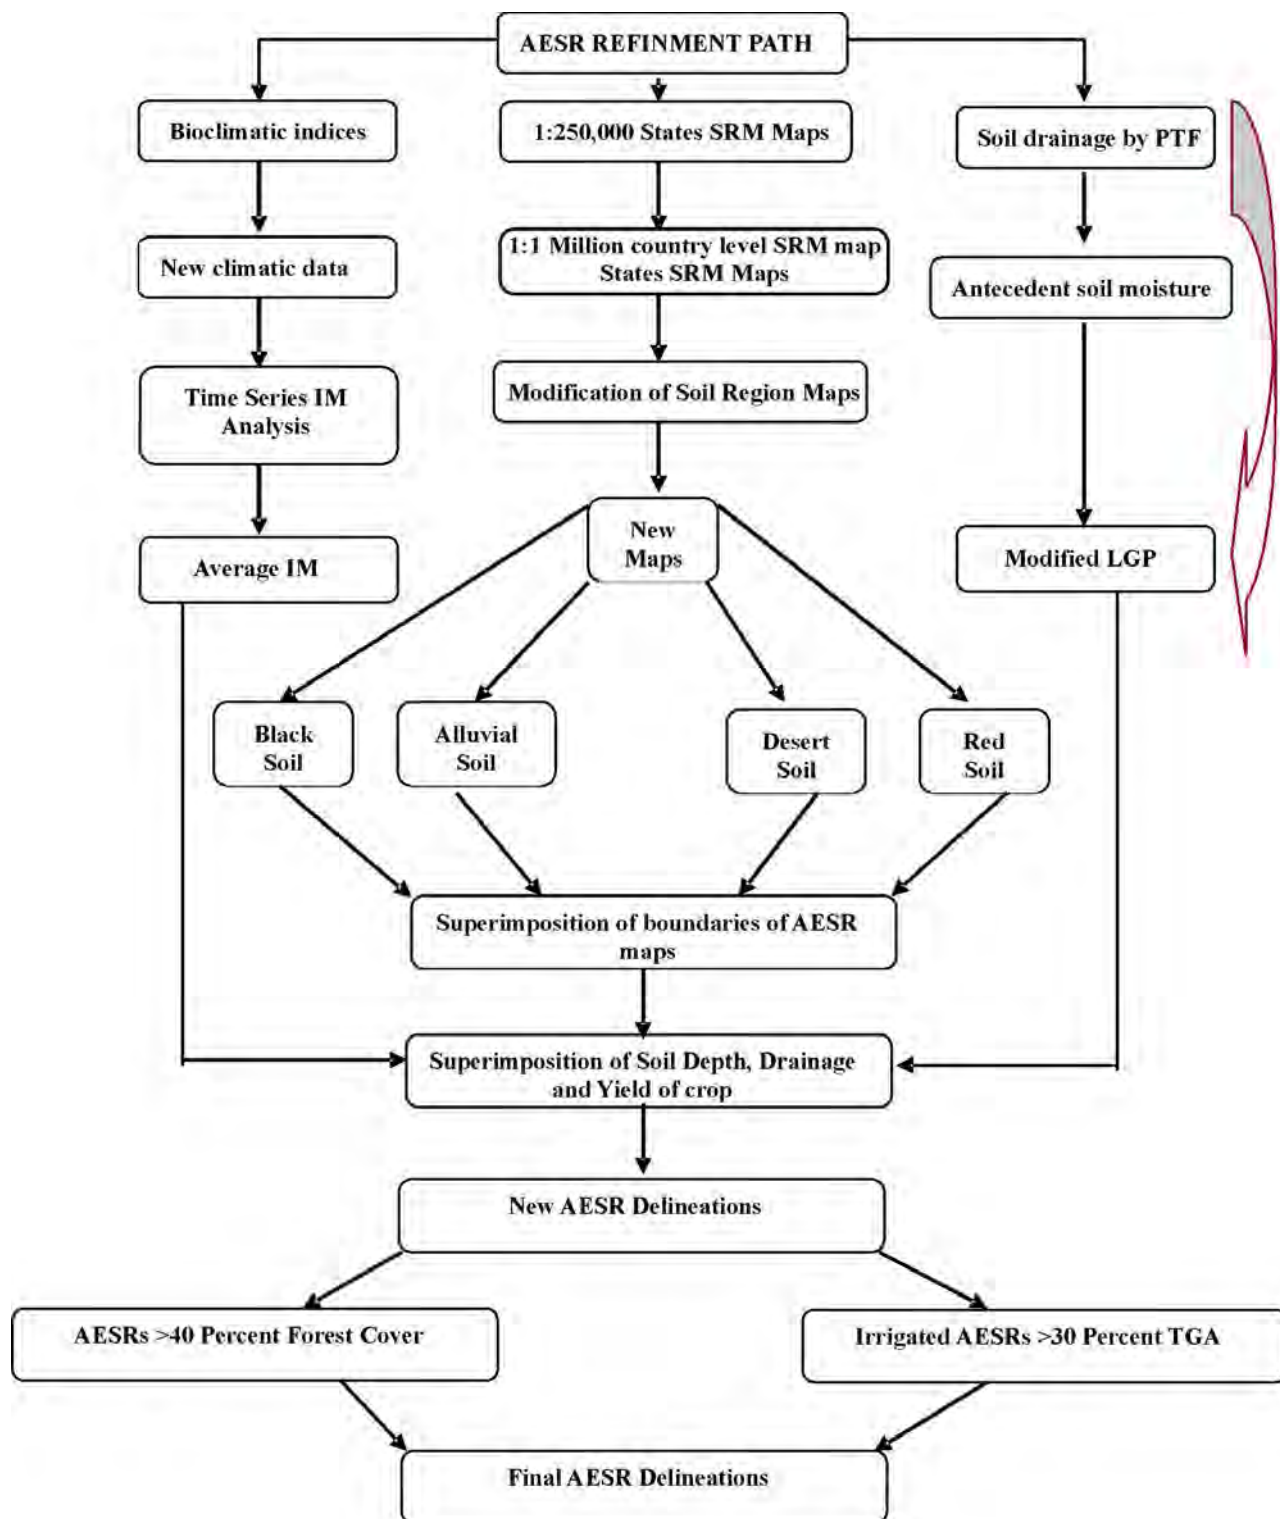 AESR REFINMENT PATH
Bioclimatic indices
1:250,000 States SRM Maps
Soil drainage by PTF
New climatic data
1:1 Million country level SRM map
States SRM Maps
Antecedent soil moisture
Time Series IM
Analysis
Modification of Soil Region Maps
Average IM
New
Maps
Modified LGP
Black
Soil
Alluvial
Soil
Desert
Soil
Red
Soil
Superimposition of boundaries of AESR
maps
Superimposition of Soil Depth, Drainage
and Yield of crop
New AESR Delineations
AESRs >40 Percent Forest Cover
Irrigated AESRs >30 Percent TGA
Final AESR Delineations